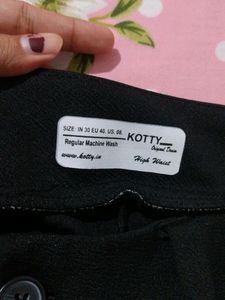 SIZE: IN 30 EU 40. US. 08.
KOTTY
Original Denim
Regular Machine Wash
www.kotty.in
High Waist